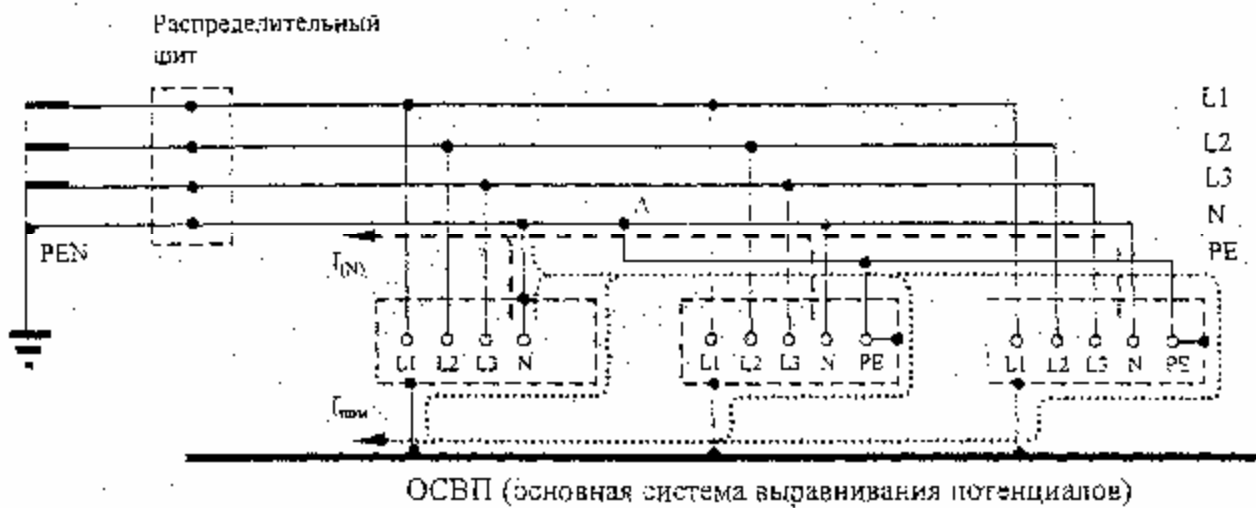 Распределительный
щит
L1
L2
L3
A
N
PEN
I(N)
PE
L1 L2 L3 N
L1 L2 L3 N PE
L1 L2 L3 N PE
ОСВП (основная система выравнивания потенциалов)